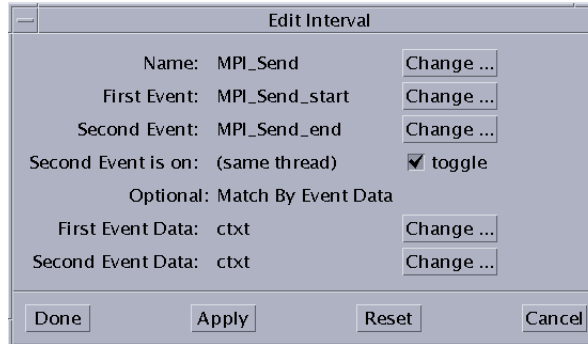 Edit Interval
Name: MPI_Send Change ...
First Event: MPI_Send_start Change ...
Second Event: MPI_Send_end Change ...
Second Event is on: (same thread) toggle
Optional: Match By Event Data
First Event Data: ctxt Change ...
Second Event Data: ctxt Change ...
Done Apply Reset Cancel